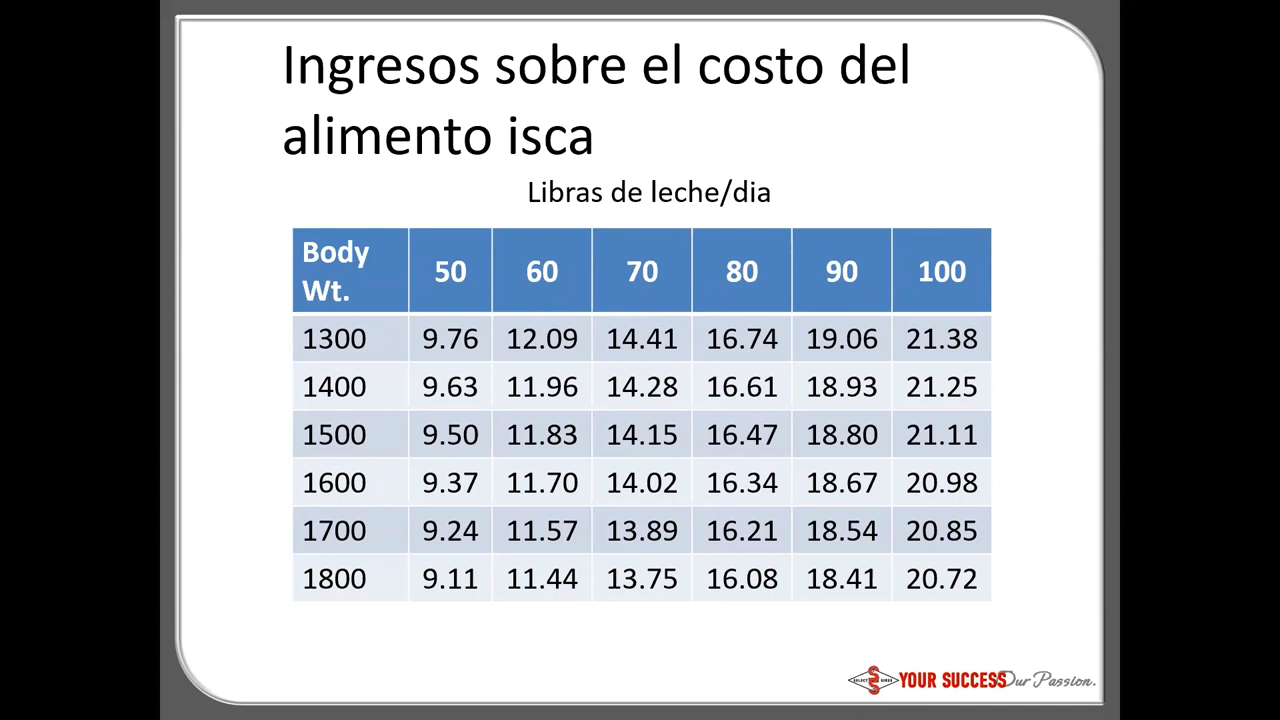 Ingresos sobre el costo del
alimento isca
Libras de leche/dia
Body Wt. 50 60 70 80 90 100
1300 9.76 12.09 14.41 16.74 19.06 21.38
1400 9.63 11.96 14.28 16.61 18.93 21.25
1500 9.50 11.83 14.15 16.47 18.80 21.11
1600 9.37 11.70 14.02 16.34 18.67 20.98
1700 9.24 11.57 13.89 16.21 18.54 20.85
1800 9.11 11.44 13.75 16.08 18.41 20.72
SELECT SIRES YOUR SUCCESS Our Passion.